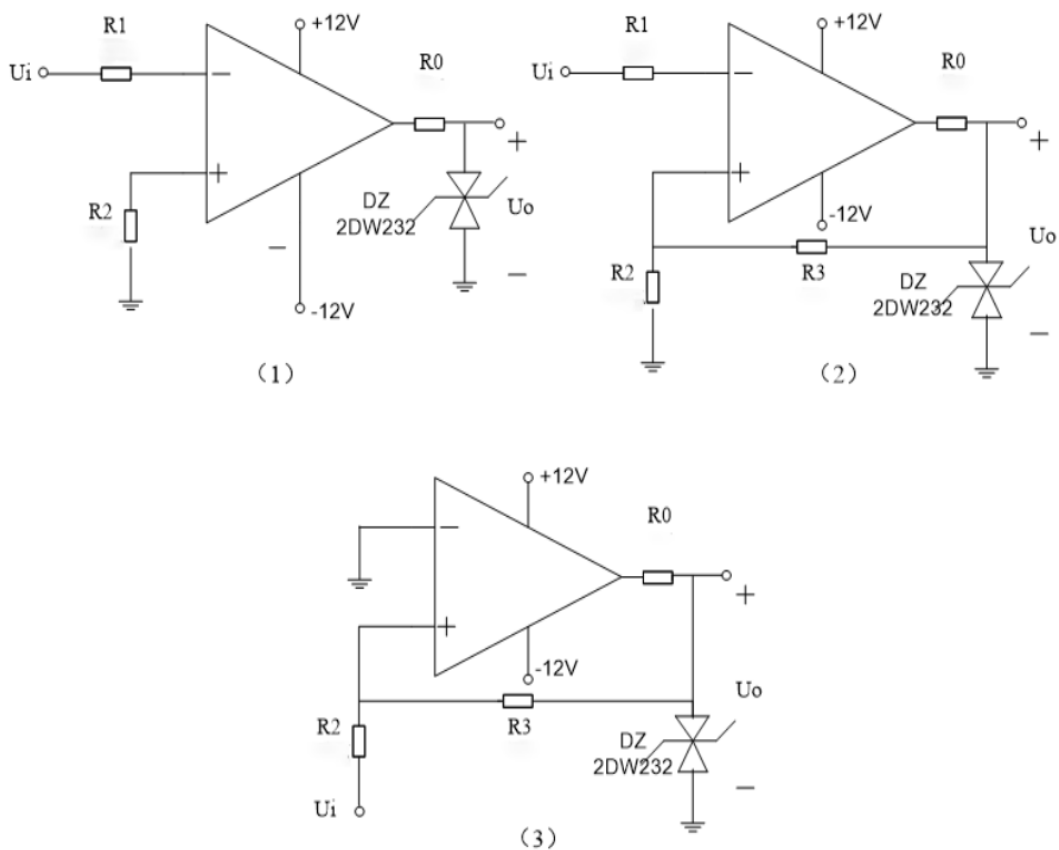 R1
Ui
−
+
R2
+12V
−
-12V
R0
DZ
2DW232
+
Uo
−
（1）
R1
Ui
−
+
R2
+12V
-12V
R3
R0
DZ
2DW232
+
Uo
−
（2）
−
+
+12V
-12V
R2
Ui
R3
R0
DZ
2DW232
+
Uo
−
（3）